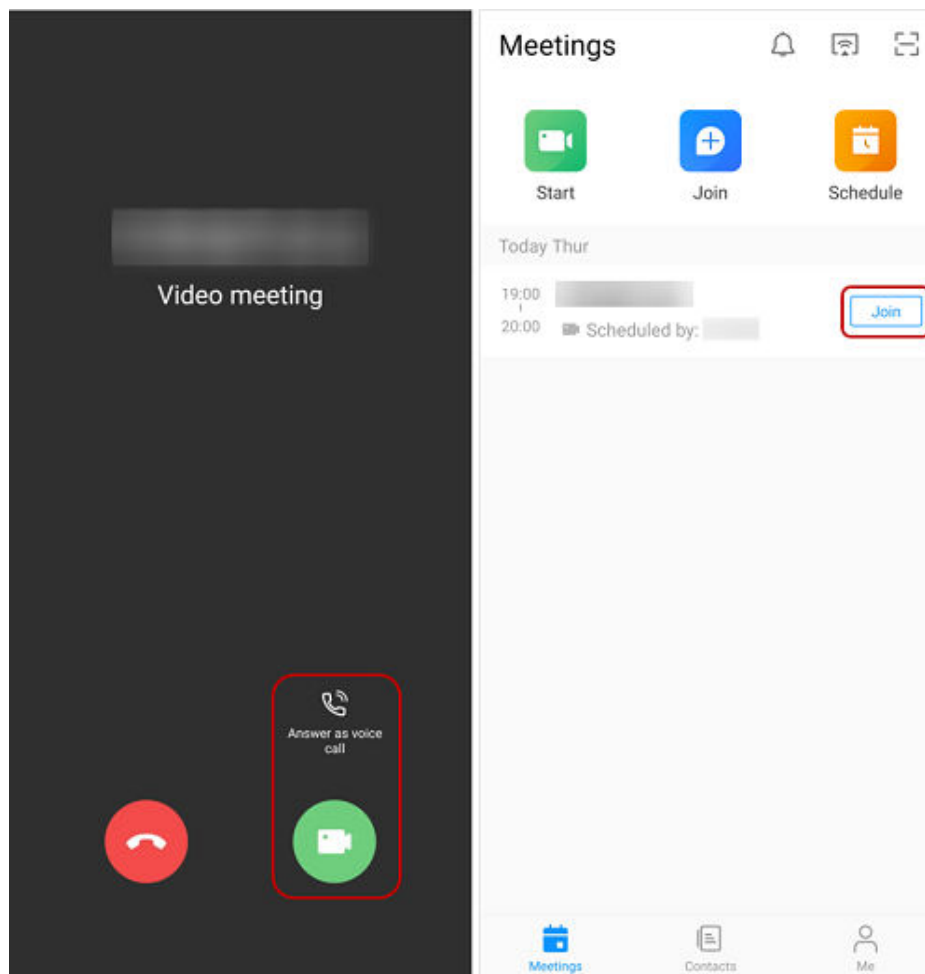 Video meeting
Answer as voice
call
Meetings
Start
Join
Schedule
Today Thur
19:00
Join
20:00
Scheduled by:
Meetings
Contacts
Me